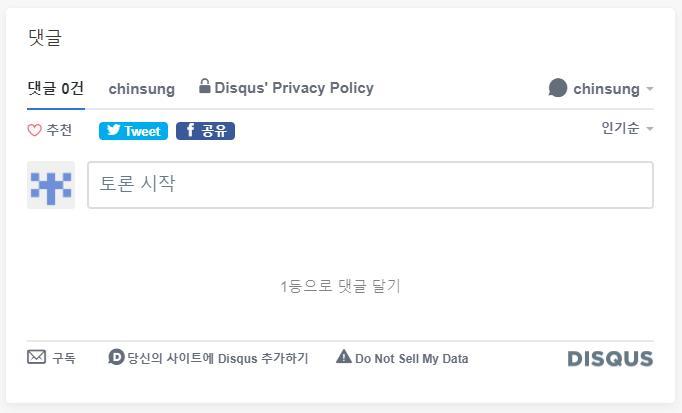 댓글
댓글 0건 chinsung Disqus' Privacy Policy chinsung
추천 Tweet 공유 인기순
토론 시작
1등으로 댓글 달기
구독 당신의 사이트에 Disqus 추가하기 Do Not Sell My Data DISQUS